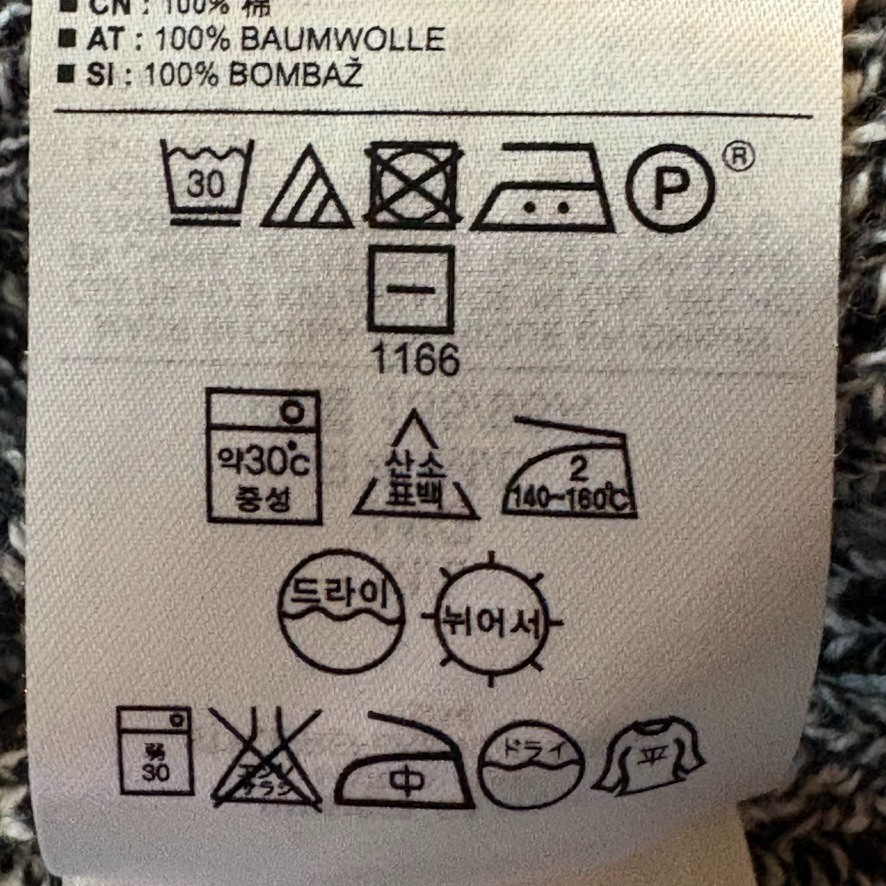 ■ CN : 100% 棉
■ AT : 100% BAUMWOLLE
■ SI : 100% BOMBAŽ
30 P ®
1166
약30℃
중성
산소
표백
2
140~160℃
드라이
뉘어서
弱
30
中
ドライ
平